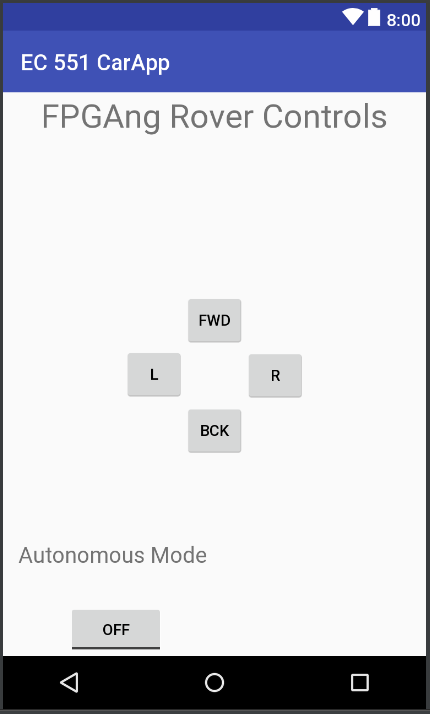 8:00
EC 551 CarApp
FPGAng Rover Controls
FWD
L R
BCK
Autonomous Mode
OFF